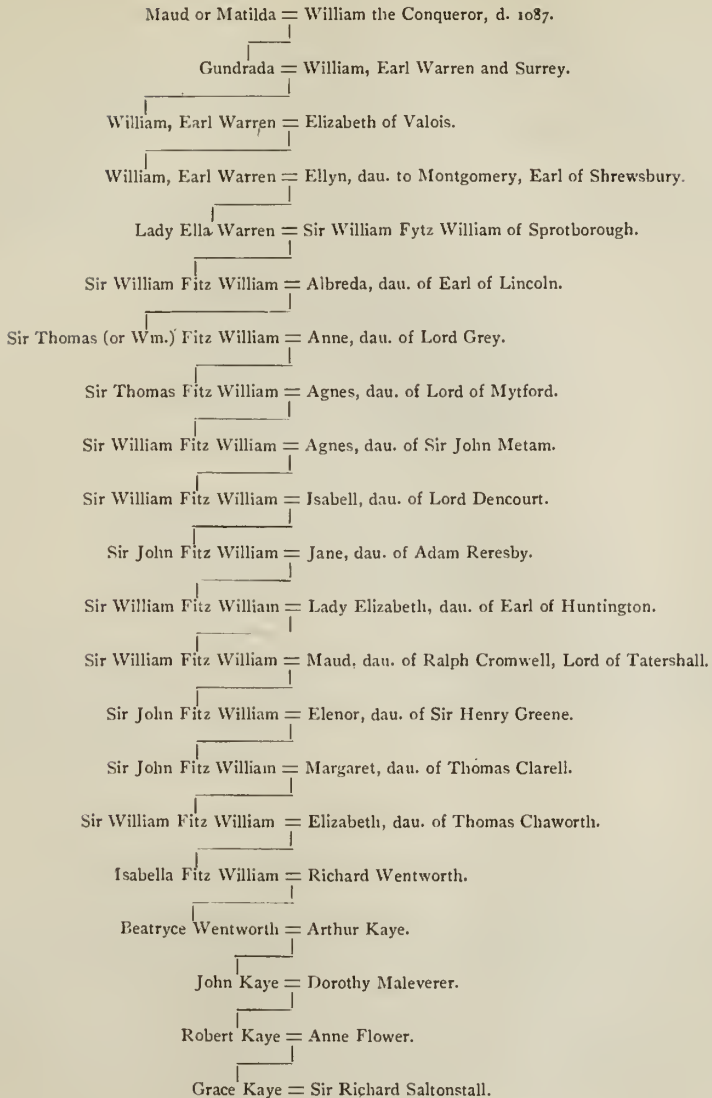 Maud or Matilda = William the Conqueror, d. 1087.
Gundrada = William, Earl Warren and Surrey.
William, Earl Warren = Elizabeth of Valois.
William, Earl Warren = Ellyn, dau. to Montgomery, Earl of Shrewsbury.
Lady Ella Warren = Sir William Fytz William of Sprotborough.
Sir William Fitz William = Albreda, dau. of Earl of Lincoln.
Sir Thomas (or Wm.) Fitz William = Anne, dau. of Lord Grey.
Sir Thomas Fitz William = Agnes, dau. of Lord of Mytford.
Sir William Fitz William = Agnes, dau. of Sir John Metam.
Sir William Fitz William = Isabell, dau. of Lord Dencourt.
Sir John Fitz William = Jane, dau. of Adam Reresby.
Sir William Fitz William = Lady Elizabeth, dau. of Earl of Huntington.
Sir William Fitz William = Maud, dau. of Ralph Cromwell, Lord of Tatershall.
Sir John Fitz William = Elenor, dau. of Sir Henry Greene.
Sir John Fitz William = Margaret, dau. of Thomas Clarell.
Sir William Fitz William = Elizabeth, dau. of Thomas Chaworth.
Isabella Fitz William = Richard Wentworth.
Beatryce Wentworth = Arthur Kaye.
John Kaye = Dorothy Maleverer.
Robert Kaye = Anne Flower.
Grace Kaye = Sir Richard Saltonstall.